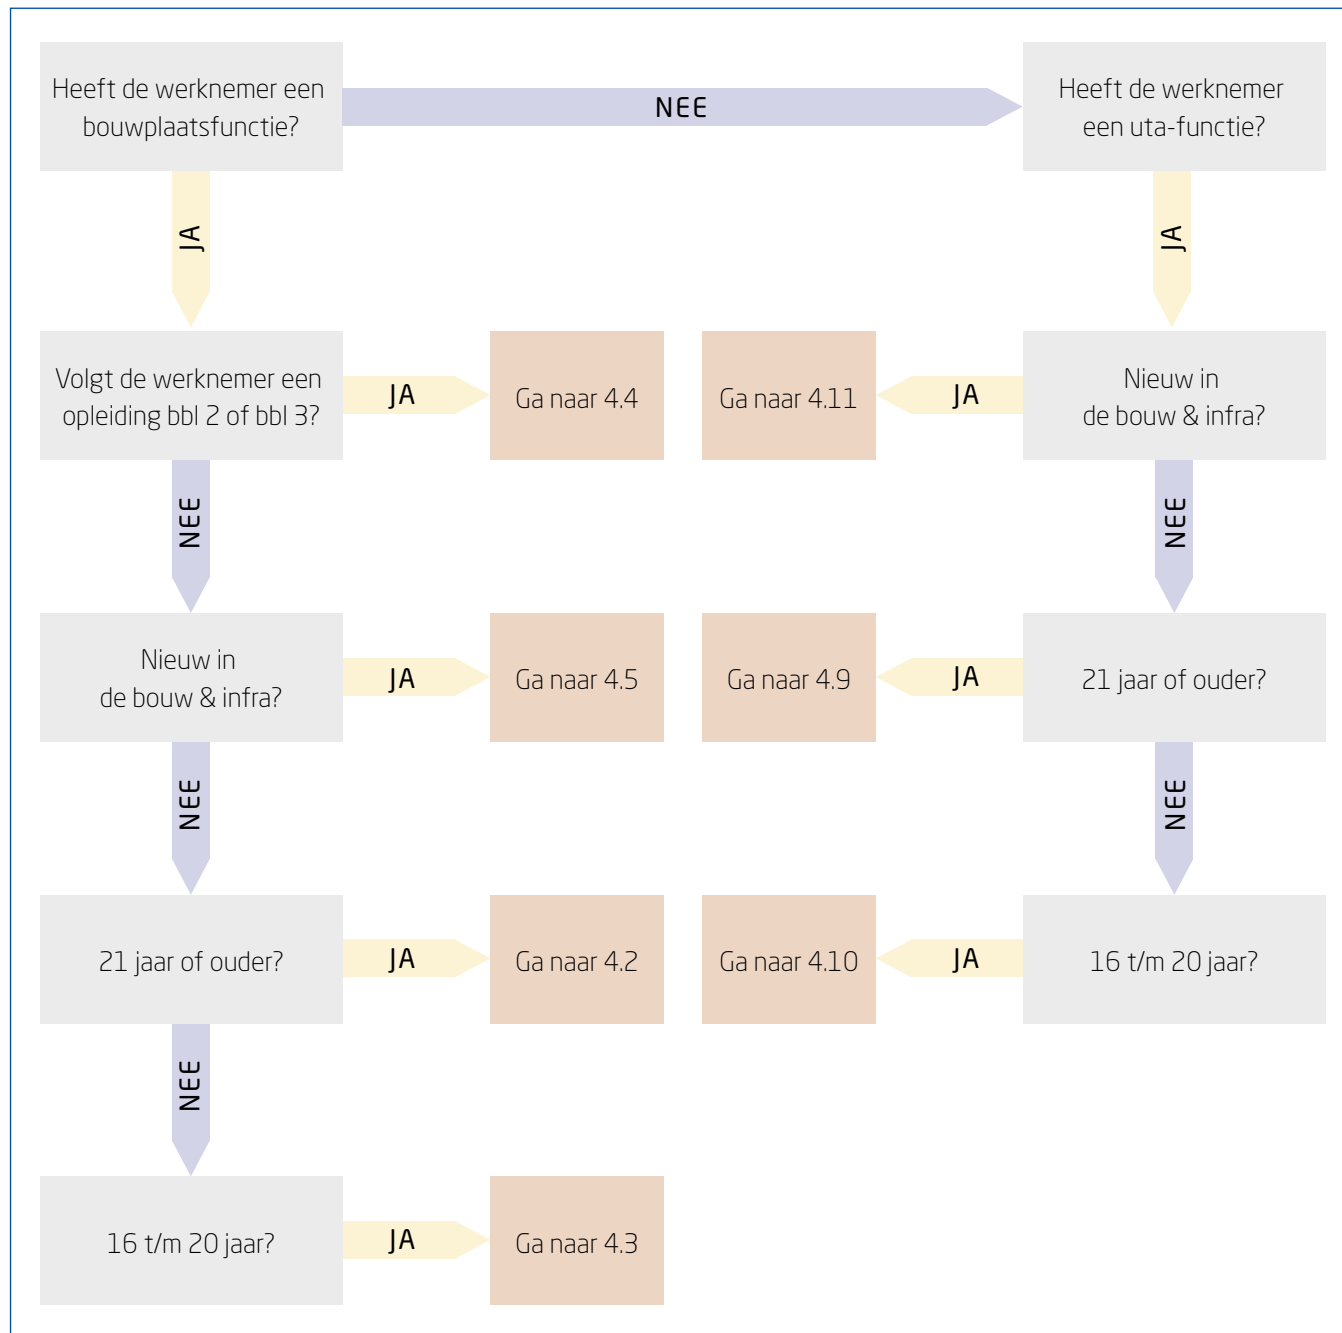 Heeft de werknemer een
bouwplaatsfunctie?
NEE
Heeft de werknemer
een uta-functie?
JA
JA
Volgt de werknemer een
opleiding bbl 2 of bbl 3?
JA
Ga naar 4.4
Ga naar 4.11
JA
Nieuw in
de bouw & infra?
NEE
NEE
Nieuw in
de bouw & infra?
JA
Ga naar 4.5
Ga naar 4.9
JA
21 jaar of ouder?
NEE
NEE
21 jaar of ouder?
JA
Ga naar 4.2
Ga naar 4.10
JA
16 t/m 20 jaar?
NEE
16 t/m 20 jaar?
JA
Ga naar 4.3